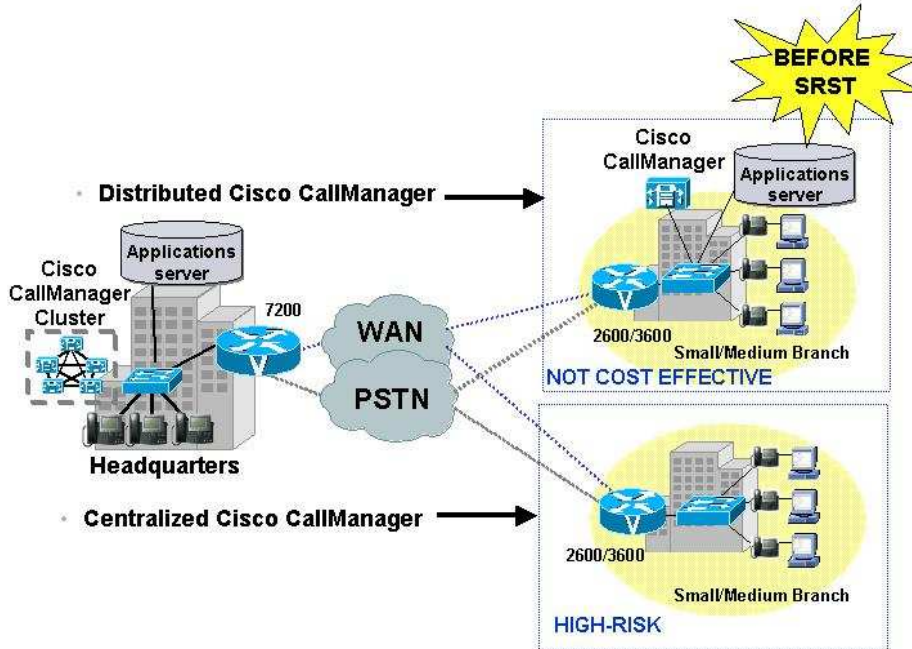 BEFORE
SRST
Cisco
CallManager
Applications
server
• Distributed Cisco CallManager
Applications
server
Cisco
CallManager
Cluster
7200
WAN
PSTN
2600/3600
Small/Medium Branch
NOT COST EFFECTIVE
Headquarters
• Centralized Cisco CallManager
2600/3600
Small/Medium Branch
HIGH-RISK